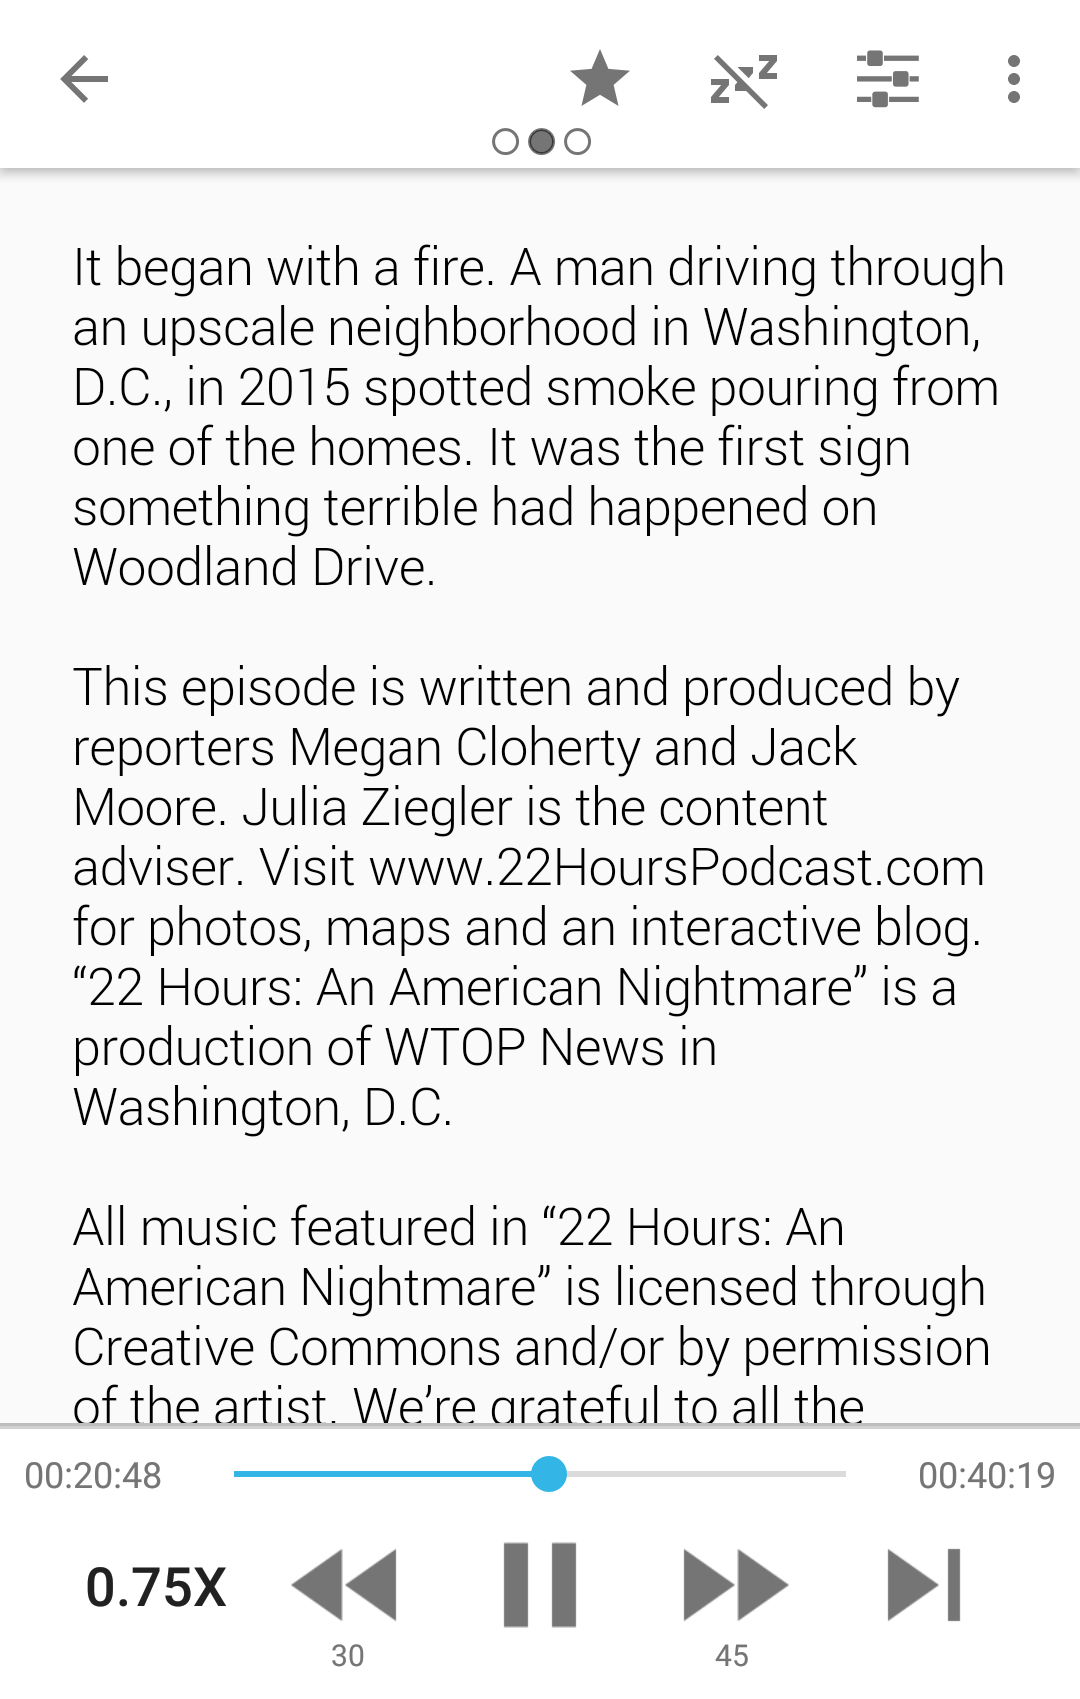 It began with a fire. A man driving through
an upscale neighborhood in Washington,
D.C., in 2015 spotted smoke pouring from
one of the homes. It was the first sign
something terrible had happened on
Woodland Drive.
This episode is written and produced by
reporters Megan Cloherty and Jack
Moore. Julia Ziegler is the content
adviser. Visit www.22HoursPodcast.com
for photos, maps and an interactive blog.
“22 Hours: An American Nightmare” is a
production of WTOP News in
Washington, D.C.
All music featured in “22 Hours: An
American Nightmare” is licensed through
Creative Commons and/or by permission
of the artist. We’re grateful to all the
00:20:48 00:40:19
0.75X
30 45